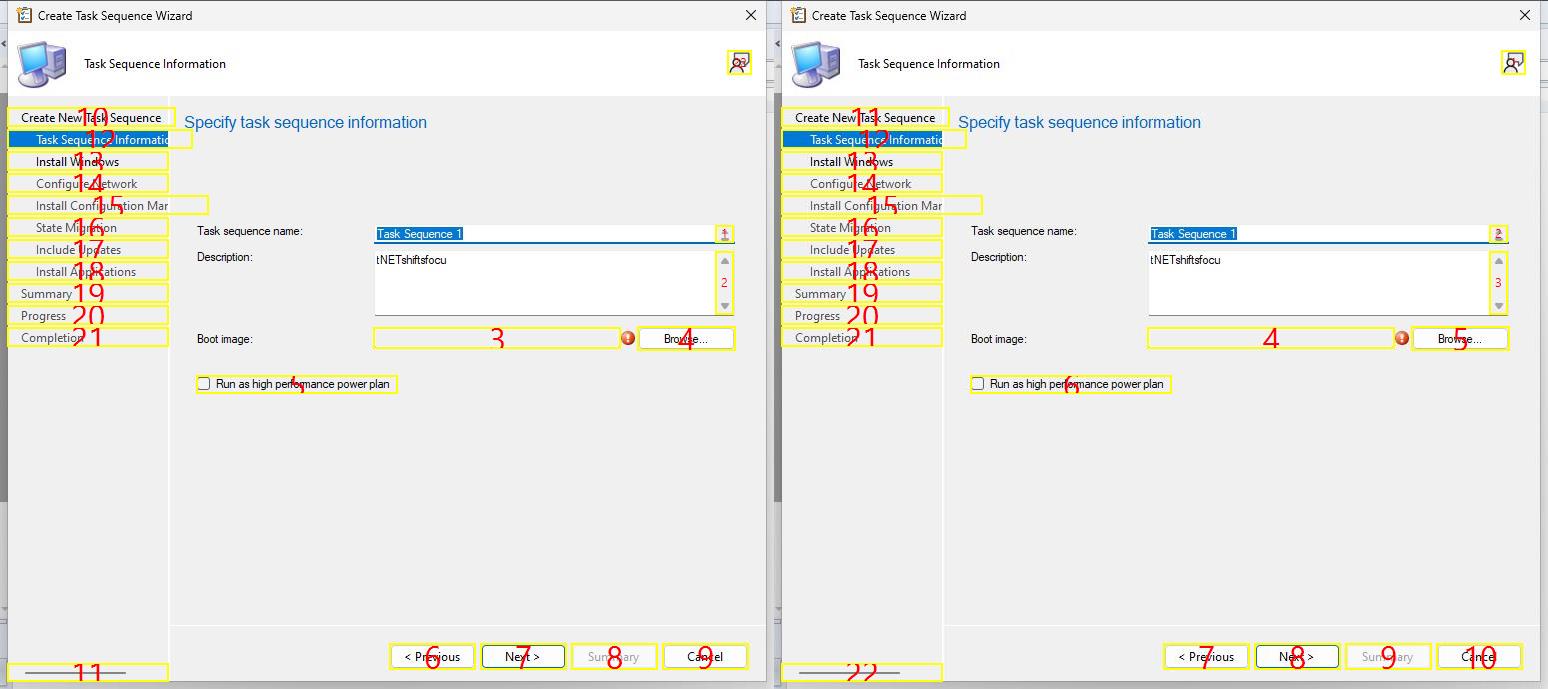 Create Task Sequence Wizard
Task Sequence Information
10
Create New Task Sequence
12
Task Sequence Informatic
13
Install Windows
14
Configure Network
15
Install Configuration Mar
16
State Migration
17
Include Updates
18
Install Applications
19
Summary
20
Progress
21
Completion
11
Specify task sequence information
Task sequence name:
Task Sequence 1
1
Description:
tNETshiftsfocu
2
Boot image:
3
4
Browse...
5
Run as high performance power plan
6
< Previous
7
Next >
8
Summary
9
Cancel
Create Task Sequence Wizard
Task Sequence Information
11
Create New Task Sequence
12
Task Sequence Informatic
13
Install Windows
14
Configure Network
15
Install Configuration Mar
16
State Migration
17
Include Updates
18
Install Applications
19
Summary
20
Progress
21
Completion
22
Specify task sequence information
Task sequence name:
Task Sequence 1
2
Description:
tNETshiftsfocu
3
Boot image:
4
5
Browse...
6
Run as high performance power plan
7
< Previous
8
Next >
9
Summary
10
Cancel